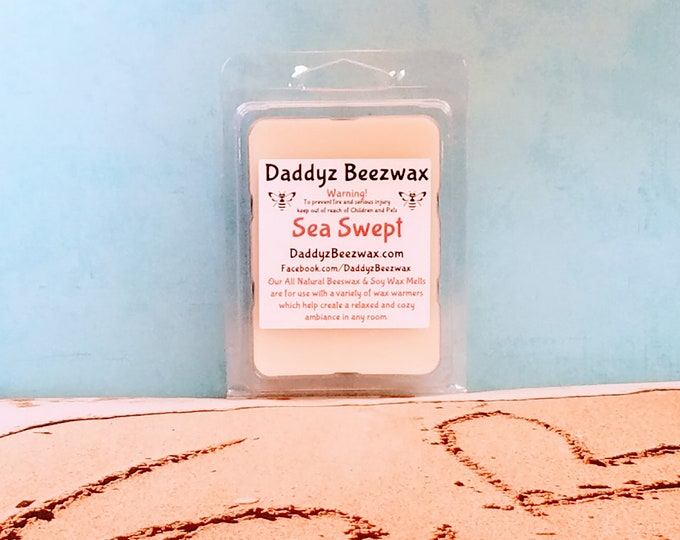 Daddyz Beezwax
Warning!
To prevent fire and serious injury
keep out of reach of Children and Pets
Sea Swept
DaddyzBeezwax.com
Facebook.com/DaddyzBeezwax
Our All Natural Beeswax & Soy Wax Melts
are for use with a variety of wax warmers
which help create a relaxed and cozy
ambiance in any room